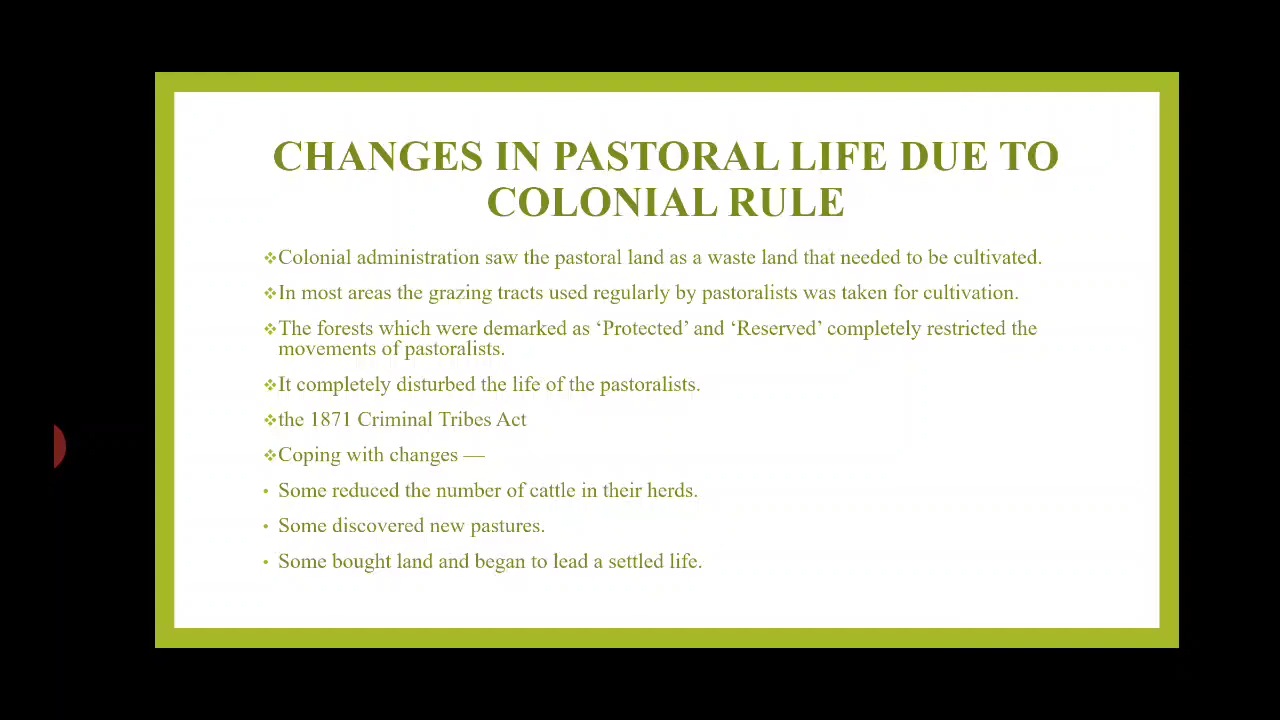 CHANGES IN PASTORAL LIFE DUE TO
COLONIAL RULE
❖Colonial administration saw the pastoral land as a waste land that needed to be cultivated.
❖In most areas the grazing tracts used regularly by pastoralists was taken for cultivation.
❖The forests which were demarked as ‘Protected’ and ‘Reserved’ completely restricted the
movements of pastoralists.
❖It completely disturbed the life of the pastoralists.
❖the 1871 Criminal Tribes Act
❖Coping with changes —
• Some reduced the number of cattle in their herds.
• Some discovered new pastures.
• Some bought land and began to lead a settled life.